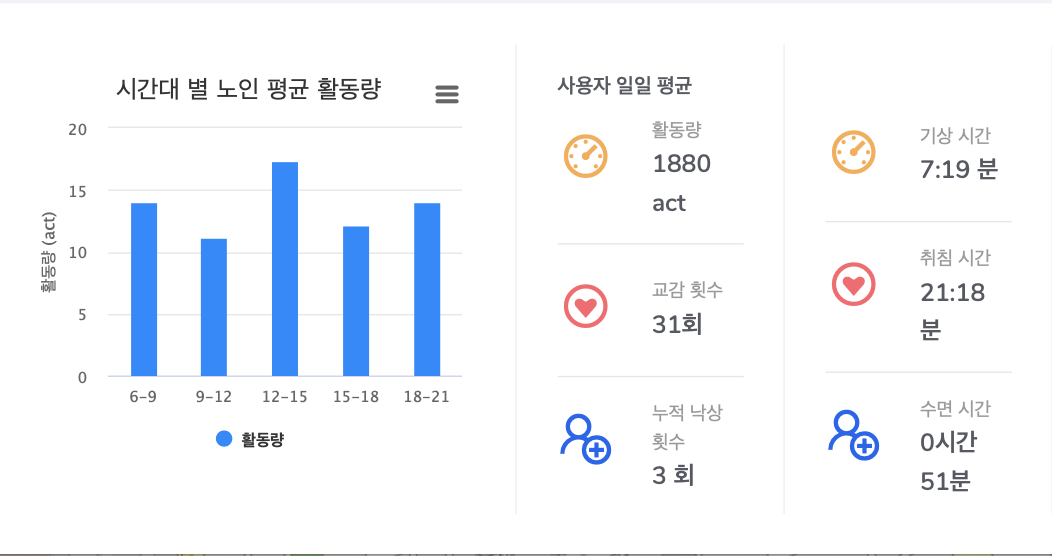 시간대 별 노인 평균 활동량
활동량 (act)
20
15
10
5
0
6-9
9-12
12-15
15-18
18-21
활동량
사용자 일일 평균
활동량
1880
act
교감 횟수
31회
누적 낙상
횟수
3 회
기상 시간
7:19 분
취침 시간
21:18
분
수면 시간
0시간
51분